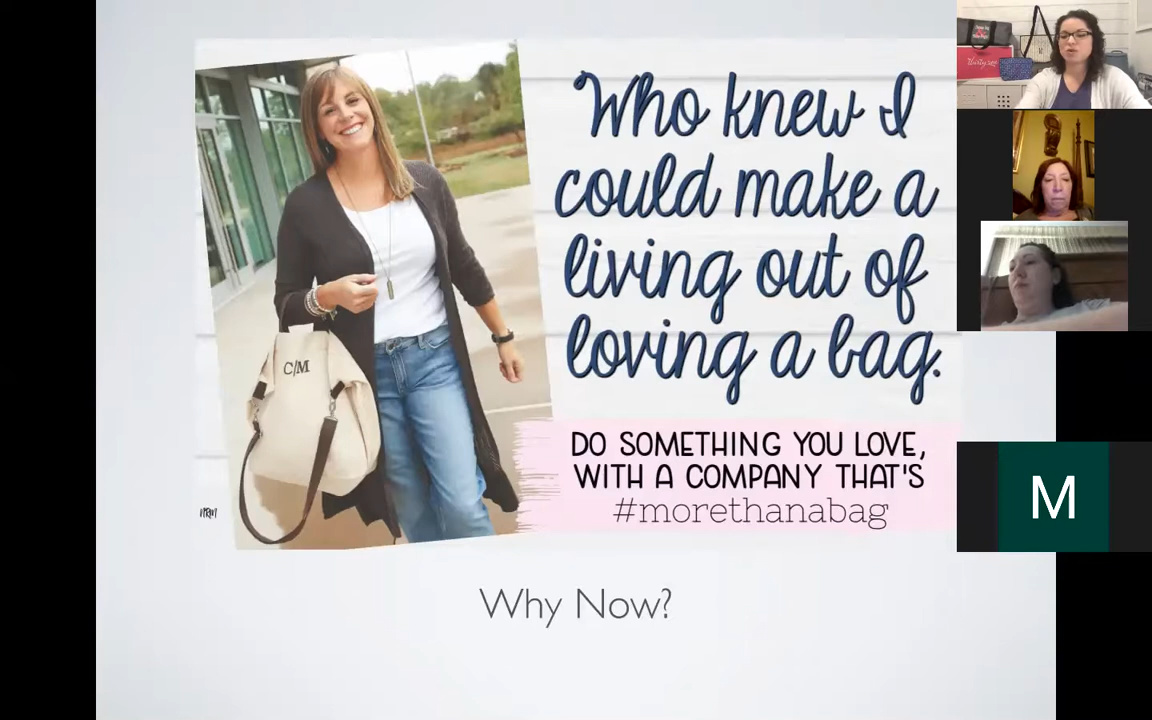 Who knew I
could make a
living out of
loving a bag.
DO SOMETHING YOU LOVE,
WITH A COMPANY THAT'S
#morethanabag
C/M
Why Now?
M